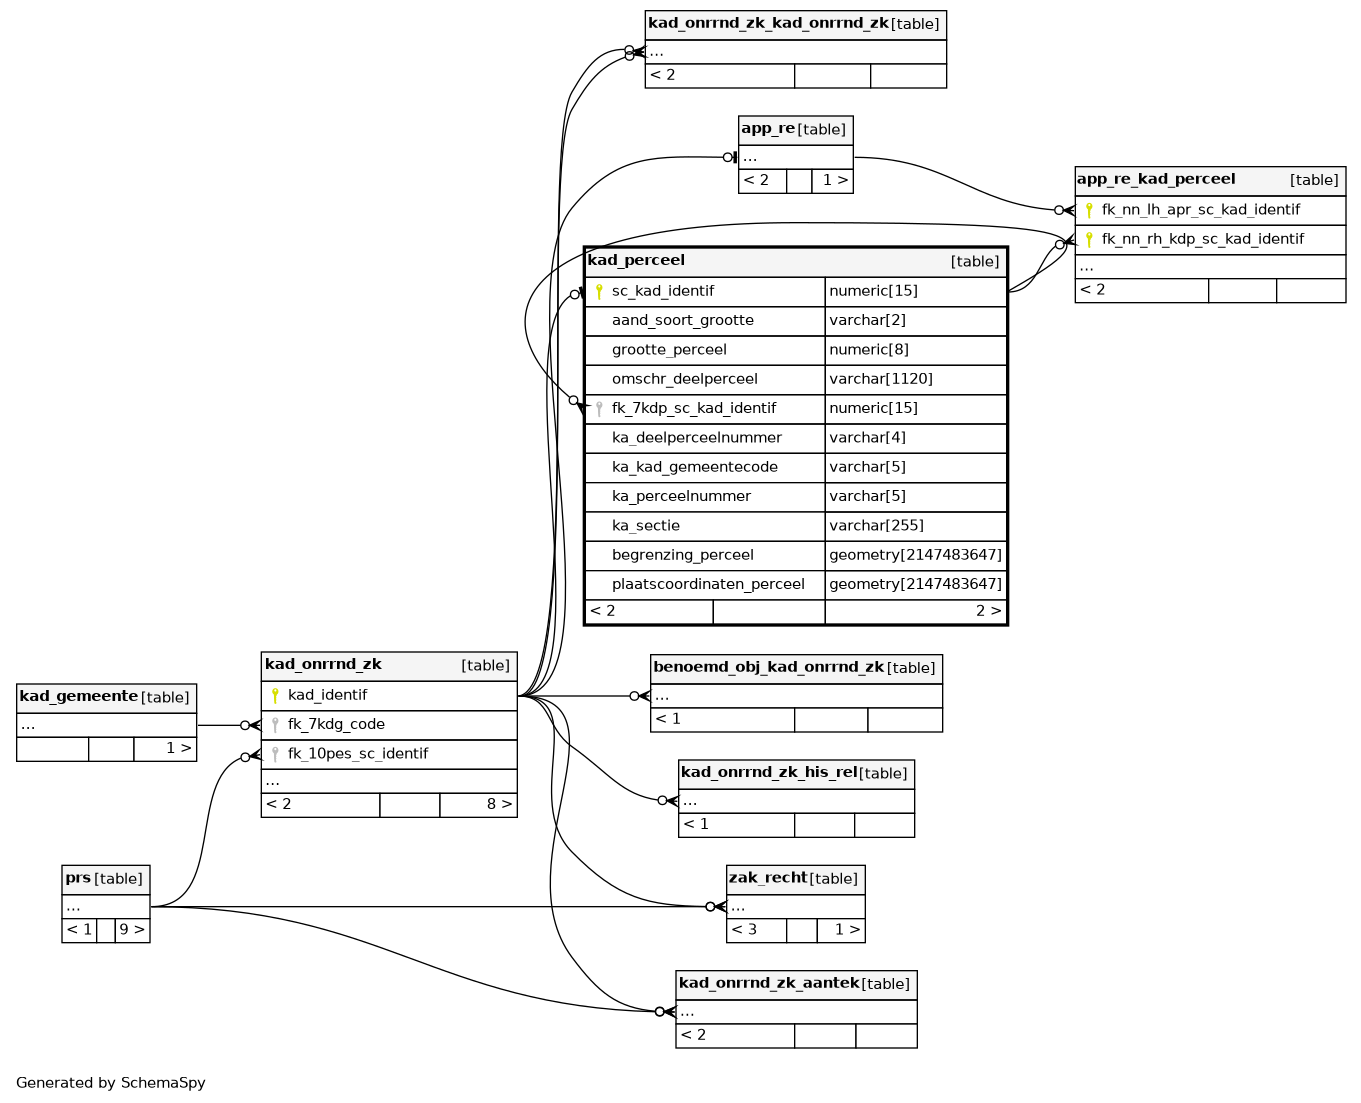 kad_onrrnd_zk_kad_onrrnd_zk [table]
...
< 2
app_re [table]
...
< 2 1 >
app_re_kad_perceel [table]
fk_nn_lh_apr_sc_kad_identif
fk_nn_rh_kdp_sc_kad_identif
...
< 2
kad_perceel [table]
sc_kad_identif numeric[15]
aand_soort_grootte varchar[2]
grootte_perceel numeric[8]
omschr_deelperceel varchar[1120]
fk_7kdp_sc_kad_identif numeric[15]
ka_deelperceelnummer varchar[4]
ka_kad_gemeentecode varchar[5]
ka_perceelnummer varchar[5]
ka_sectie varchar[255]
begrenzing_perceel geometry[2147483647]
plaatscoordinaten_perceel geometry[2147483647]
< 2 2 >
kad_onrrnd_zk [table]
kad_identif
fk_7kdg_code
fk_10pes_sc_identif
...
< 2 8 >
kad_gemeente [table]
...
1 >
benoemd_obj_kad_onrrnd_zk [table]
...
< 1
kad_onrrnd_zk_his_rel [table]
...
< 1
prs [table]
...
< 1 9 >
zak_recht [table]
...
< 3 1 >
kad_onrrnd_zk_aantek [table]
...
< 2
Generated by SchemaSpy